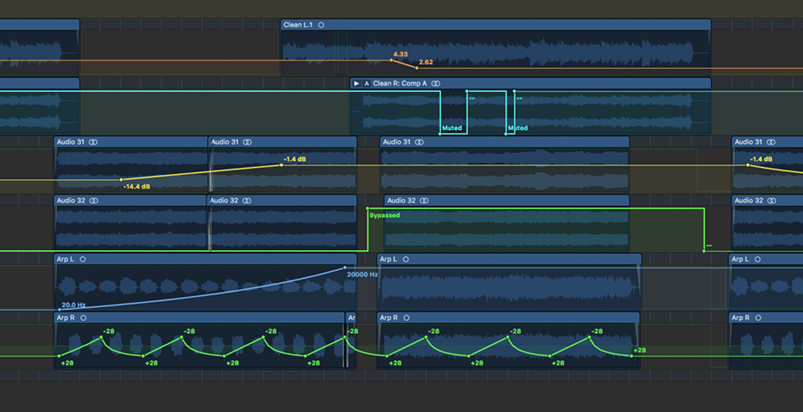 Clean L.1
4.33
2.62
A Clean R: Comp A
--
--
Muted
Muted
Audio 31
Audio 31
Audio 31
Audio 31
-1.4 dB
-1.4 dB
-14.4 dB
Audio 32
Audio 32
Audio 32
Audio 32
Bypassed
--
Arp L
Arp L
Arp L
20000 Hz
20.0 Hz
Arp R
Ar
Arp R
Arp R
-28
-28
-28
-28
-28
-28
-28
+28
+28
+28
+28
+28
+28
+28
+28